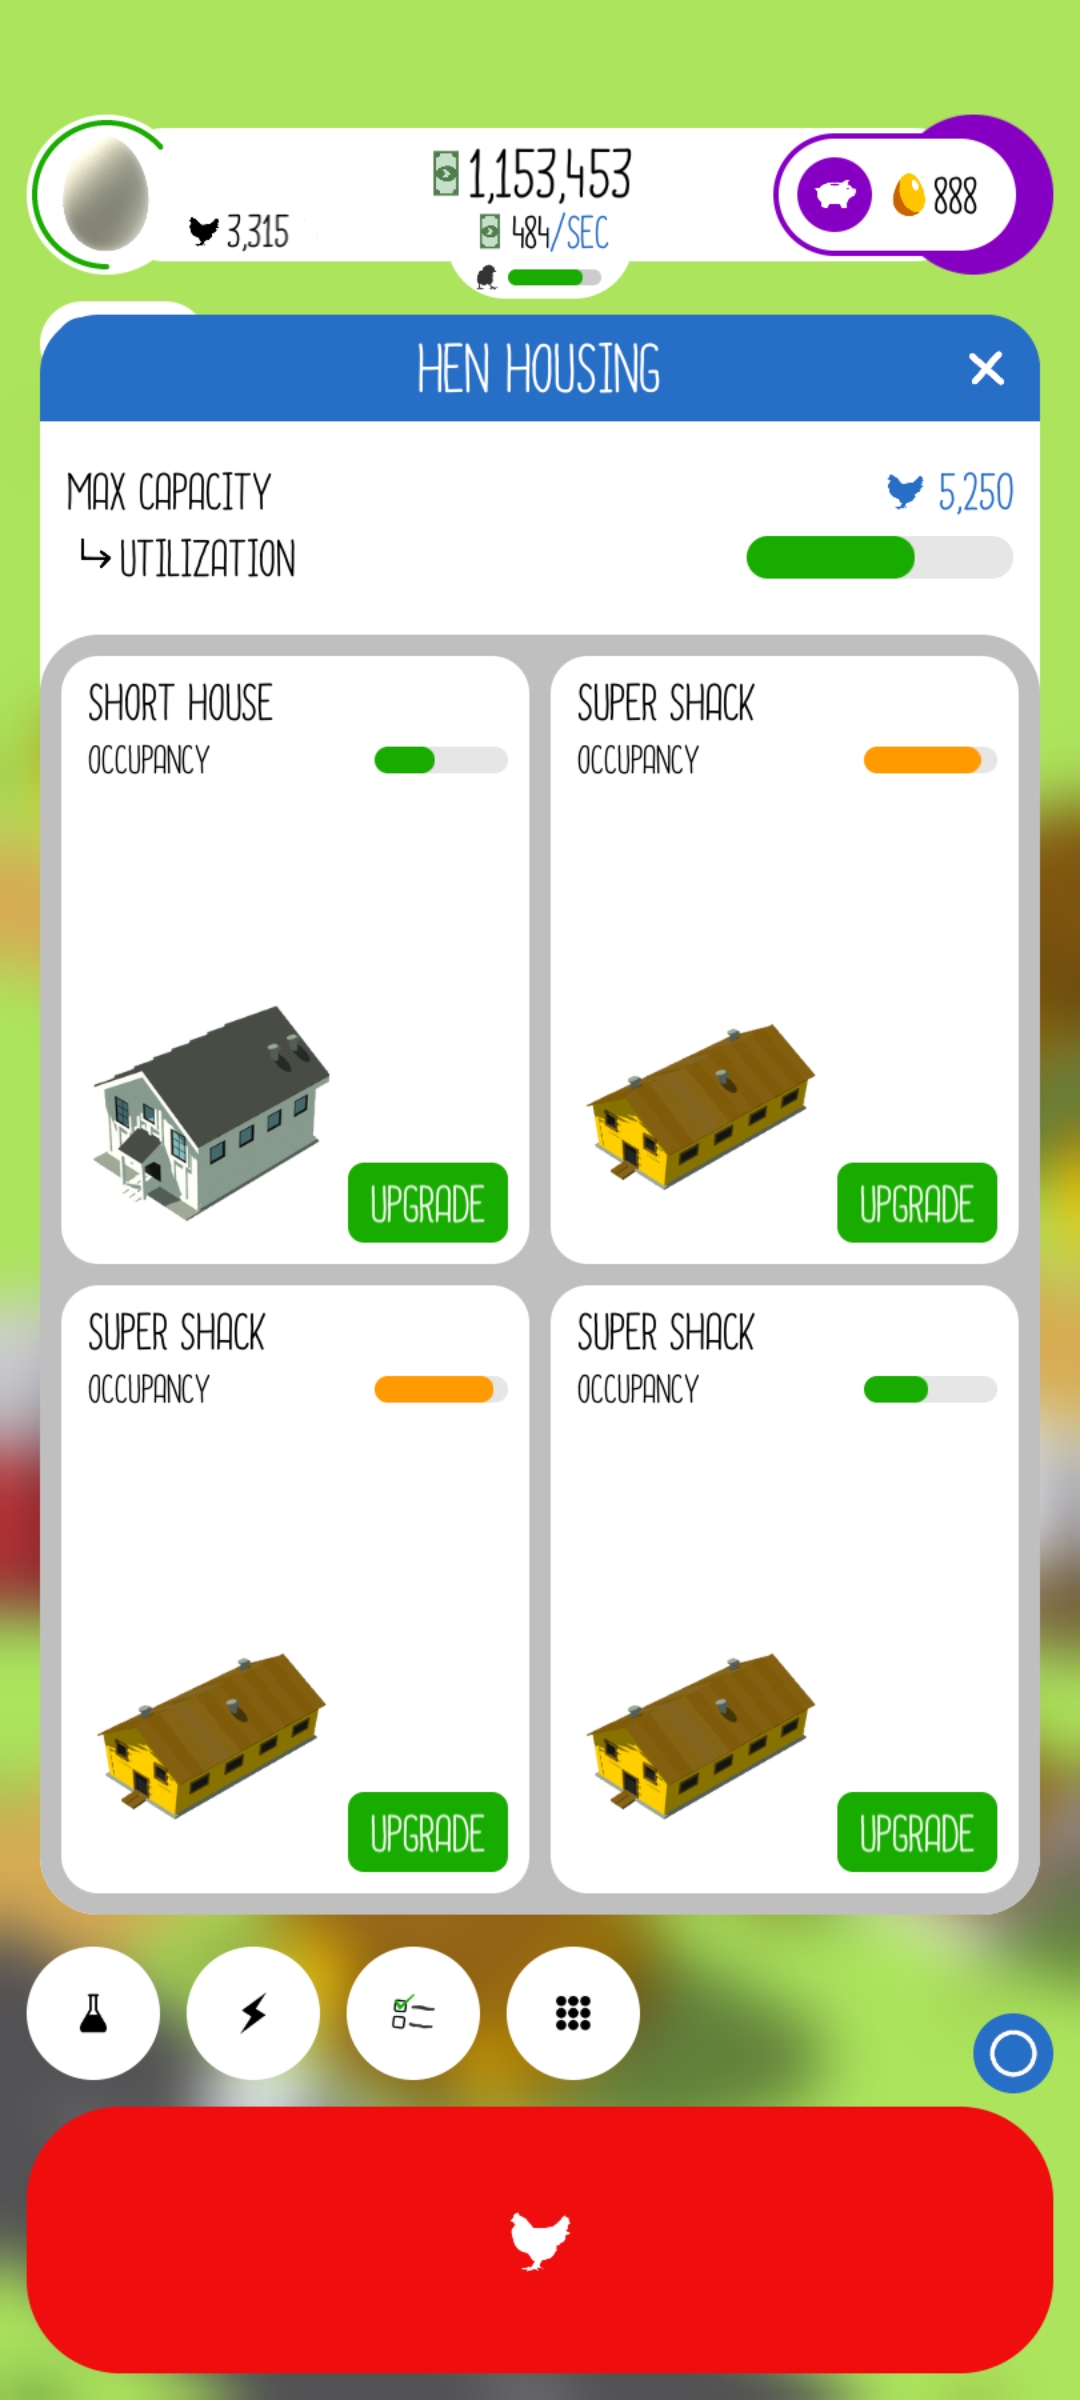 1,153,453
3,315
484/SEC
888
HEN HOUSING
MAX CAPACITY
5,250
UTILIZATION
SHORT HOUSE
OCCUPANCY
UPGRADE
SUPER SHACK
OCCUPANCY
UPGRADE
SUPER SHACK
OCCUPANCY
UPGRADE
SUPER SHACK
OCCUPANCY
UPGRADE